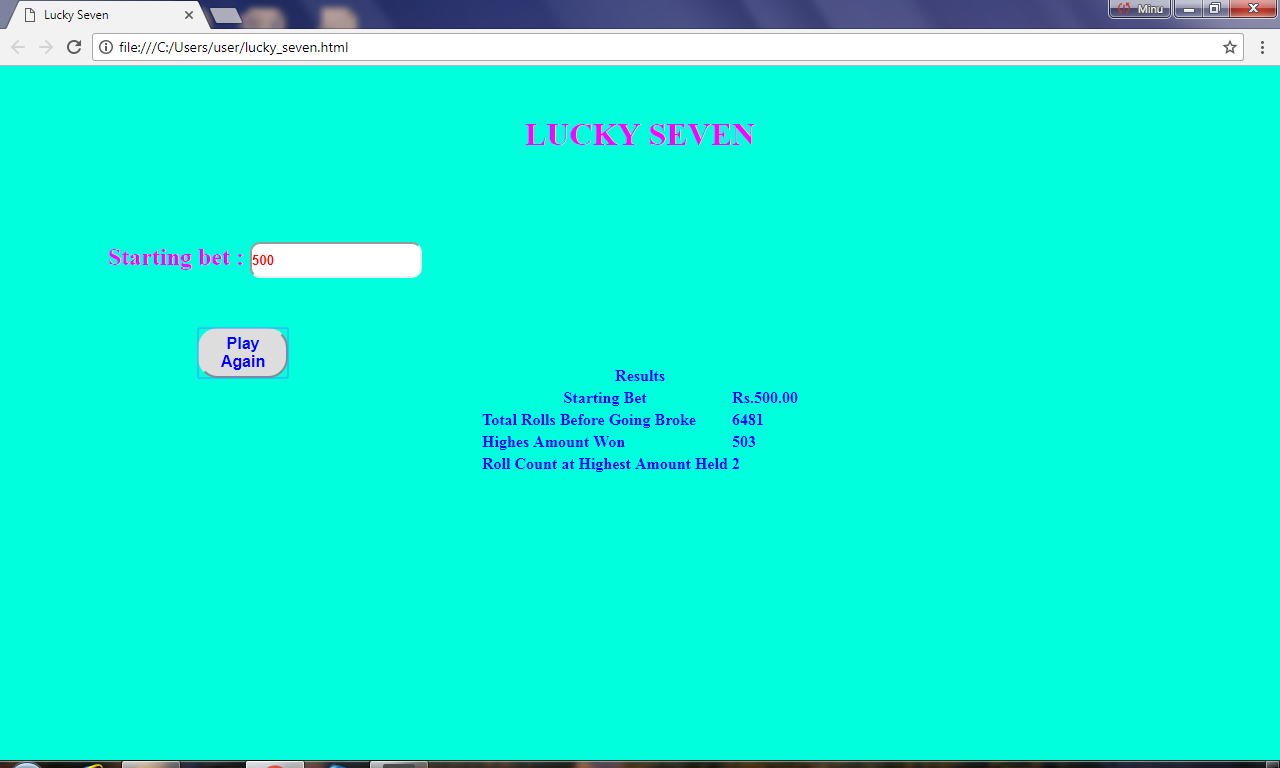 Lucky Seven
Minu
file:///C:/Users/user/lucky_seven.html
LUCKY SEVEN
Starting bet : 500
Play
Again
Results
Starting Bet Rs.500.00
Total Rolls Before Going Broke 6481
Highes Amount Won 503
Roll Count at Highest Amount Held 2